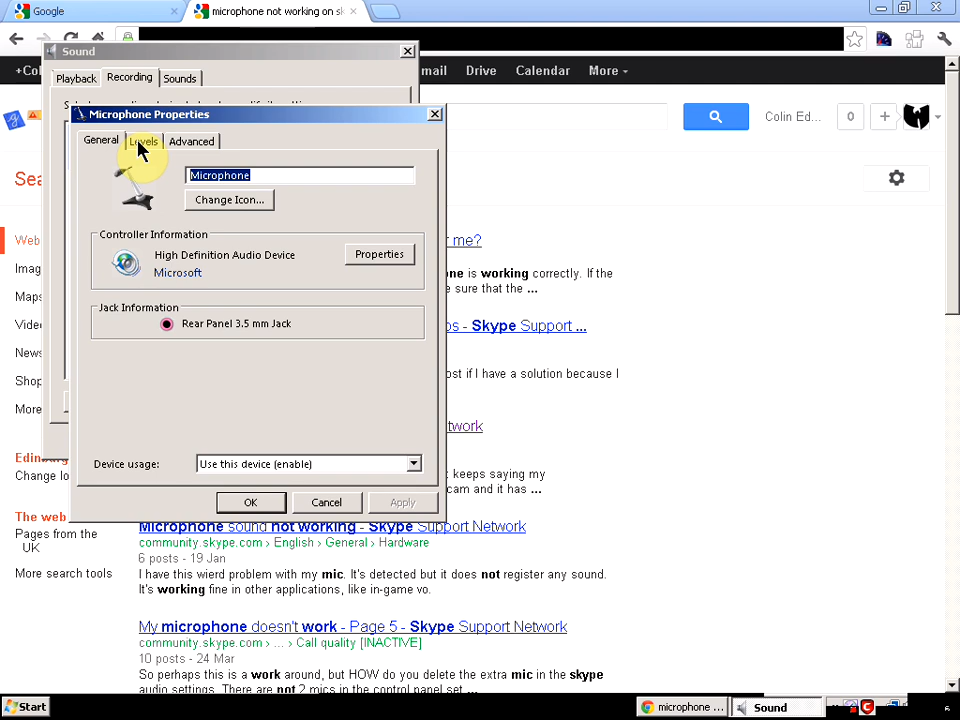 Google
microphone not working on sk
+Col
mail
Drive
Calendar
More
Sound
Playback
Recording
Sounds
Microphone Properties
General
Levels
Advanced
Microphone
Change Icon...
Controller Information
High Definition Audio Device
Microsoft
Properties
Jack Information
Rear Panel 3.5 mm Jack
Device usage:
Use this device (enable)
OK
Cancel
Apply
Colin Ed...
0
+
Sea
Web
Imag
Maps
Video
News
Shop
More
Edinburg
Change lo
The web
Pages from the
UK
More search tools
r me?
ne is working correctly. If the
e sure that the ...
os - Skype Support ...
ost if I have a solution because I
twork
t keeps saying my
cam and it has ...
Microphone sound not working - Skype Support Network
community.skype.com › English › General › Hardware
6 posts - 19 Jan
I have this wierd problem with my mic. It's detected but it does not register any sound.
It's working fine in other applications, like in-game vo.
My microphone doesn't work - Page 5 - Skype Support Network
community.skype.com › ... › Call quality [INACTIVE]
10 posts - 24 Mar
So perhaps this is a work around, but HOW do you delete the extra mic in the skype
audio settings. There are not 2 mics in the control panel set ...
Start
microphone ...
Sound